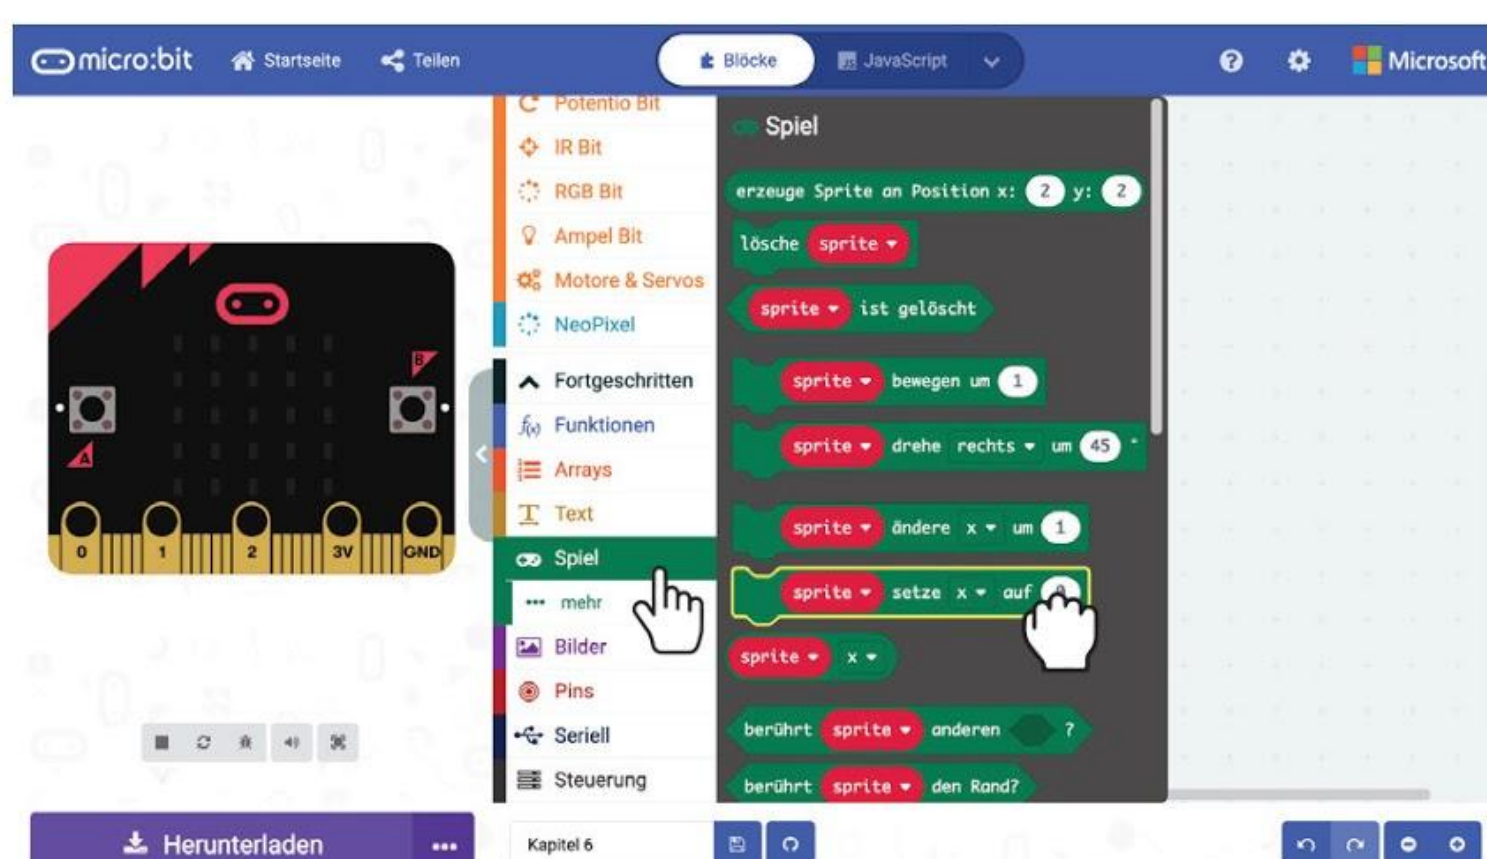 micro:bit
Startseite
Teilen
Blöcke
JavaScript
Microsoft
Potentio Bit
IR Bit
RGB Bit
Ampel Bit
Motore & Servos
NeoPixel
Fortgeschritten
Funktionen
Arrays
Text
Spiel
mehr
Bilder
Pins
Seriell
Steuerung
Spiel
erzeuge Sprite an Position x: 2 y: 2
lösche sprite
sprite ist gelöscht
sprite bewegen um 1
sprite drehe rechts um 45 °
sprite ändere x um 1
sprite setze x auf
sprite x
berührt sprite anderen ?
berührt sprite den Rand?
B
A
0 1 2 3V GND
Herunterladen
Kapitel 6